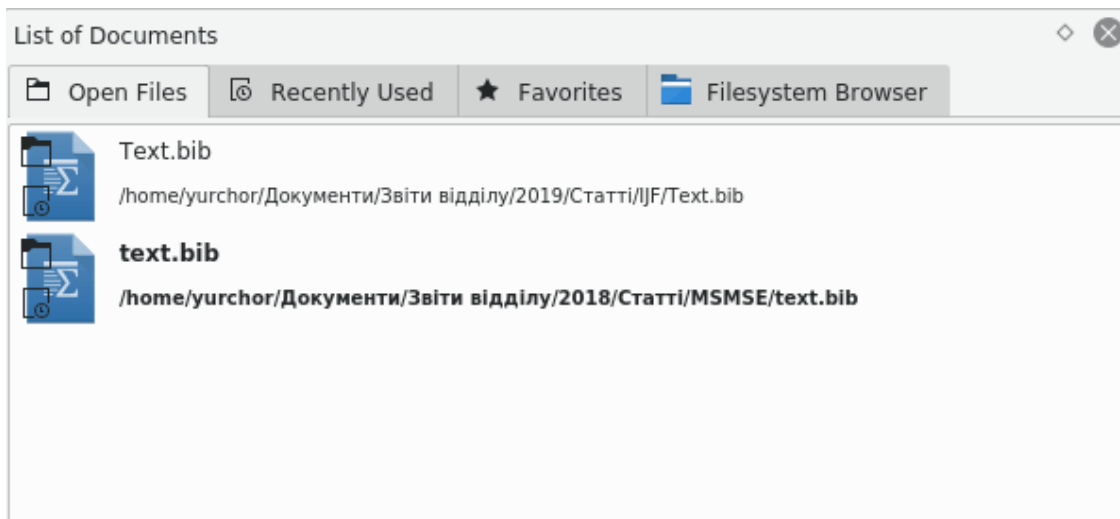 List of Documents
Open Files Recently Used Favorites Filesystem Browser
Text.bib
/home/yurchor/Документи/Звіти відділу/2019/Статті/IJF/Text.bib
text.bib
/home/yurchor/Документи/Звіти відділу/2018/Статті/MSMSE/text.bib